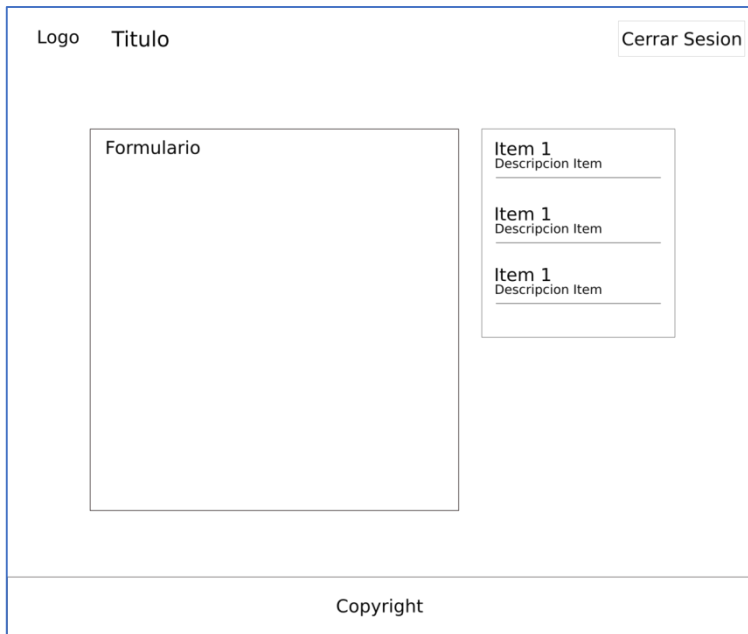 Logo
Titulo
Cerrar Sesion
Formulario
Item 1
Descripcion Item
Item 1
Descripcion Item
Item 1
Descripcion Item
Copyright